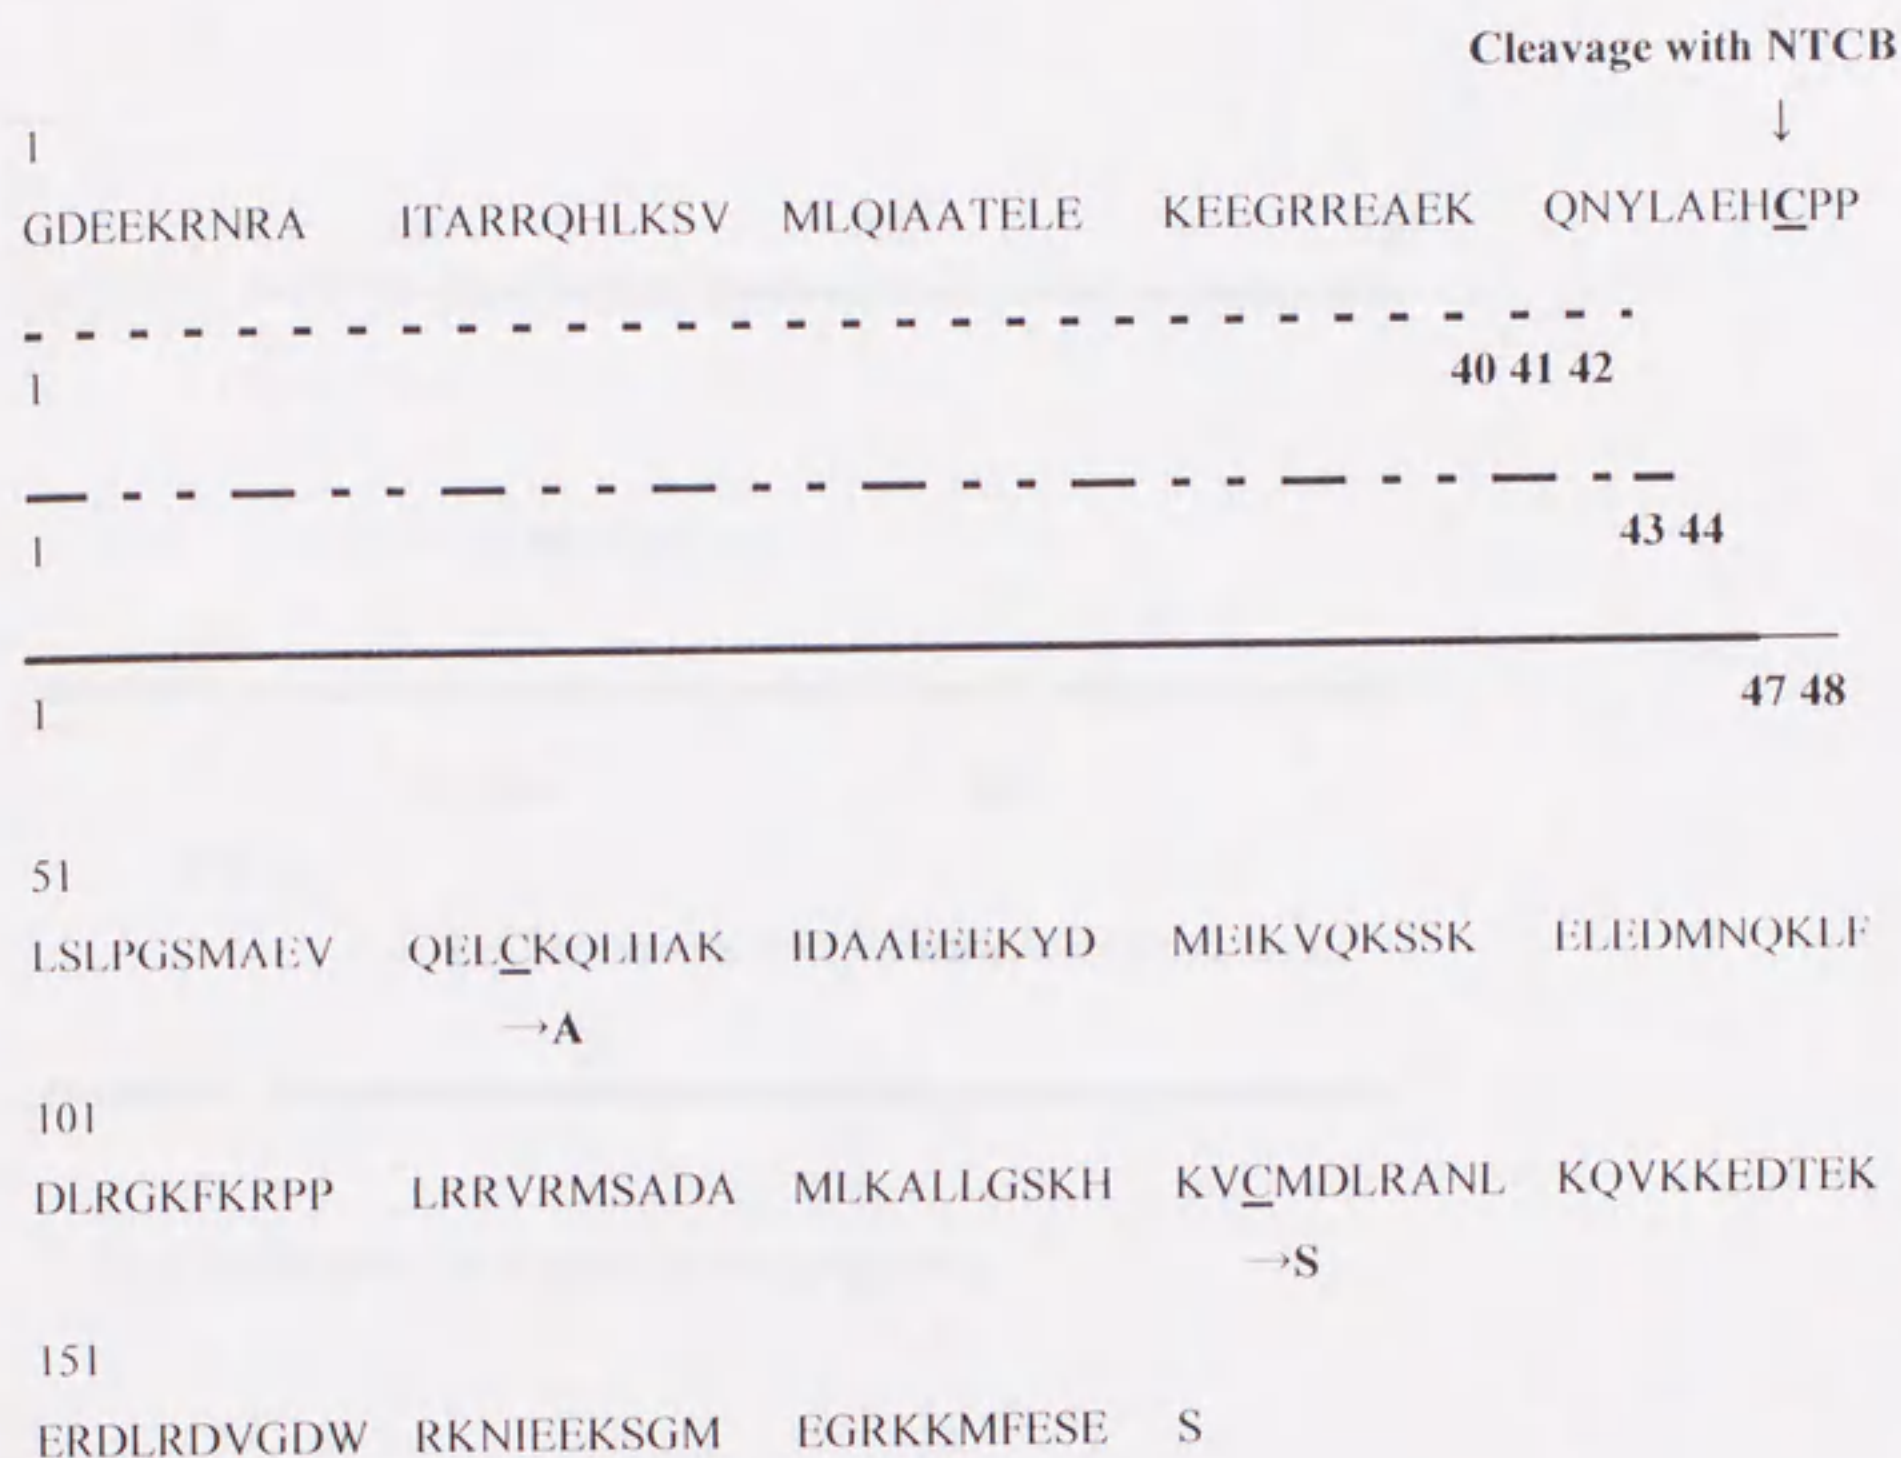 Cleavage with NTCB
↓
1
GDEEKRNRA ITARRQHLKSV MLQIAATELE KEEGRREAEK QNYLAEHCPP
1 40 41 42
1 43 44
1 47 48
51
LSLPGSMAEV QELCKQLHAK IDAAEEEKYD MEIKVQKSSK ELEDMNQKLF
→A
101
DLRGKFKRPP LRRVRMSADA MLKALLGSKH KVCMDLRANL KQVKKEDTEK
→S
151
ERDLRDVGDW RKNIEEKSGM EGRKKMFESE S